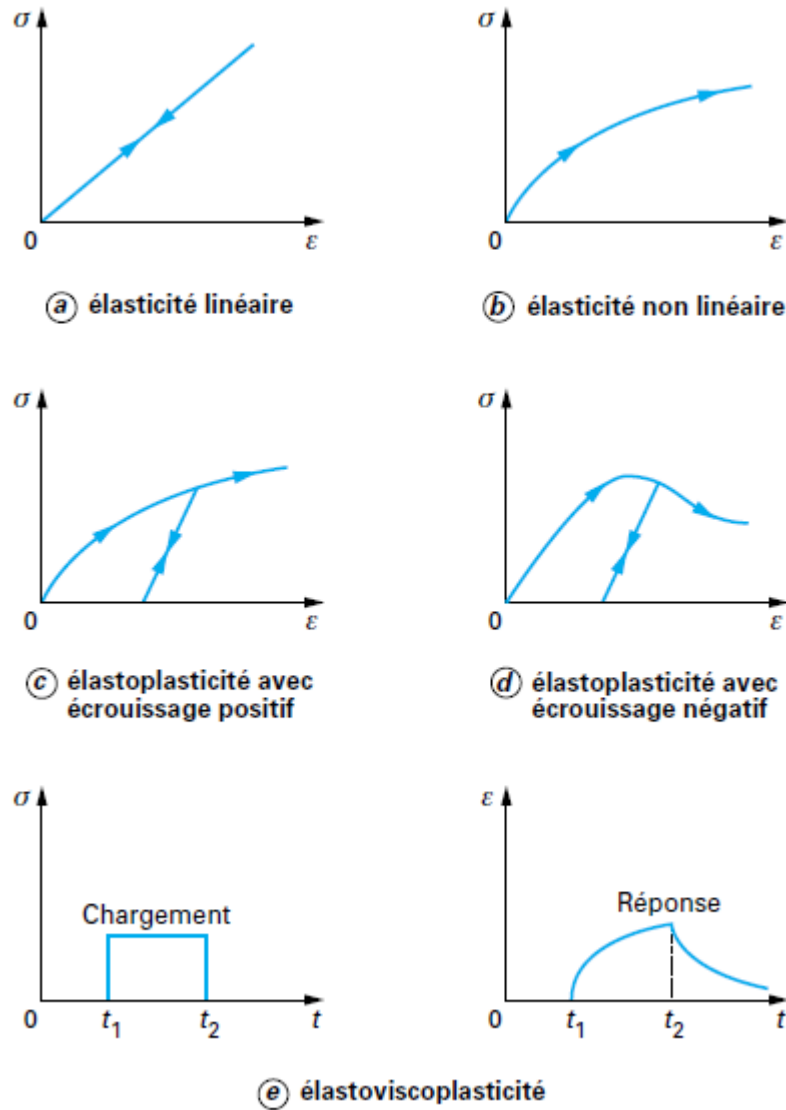 σ
σ
0
ε
0
ε
a élasticité linéaire
b élasticité non linéaire
σ
σ
0
ε
0
ε
c élastoplasticité avec
écrouissage positif
d élastoplasticité avec
écrouissage négatif
σ
ε
Chargement
Réponse
0
t1
t2
t
0
t1
t2
t
e élastoviscoplasticité